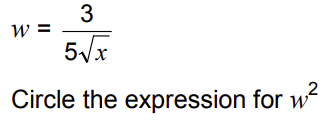 w = 3 / 5√x
Circle the expression for w²